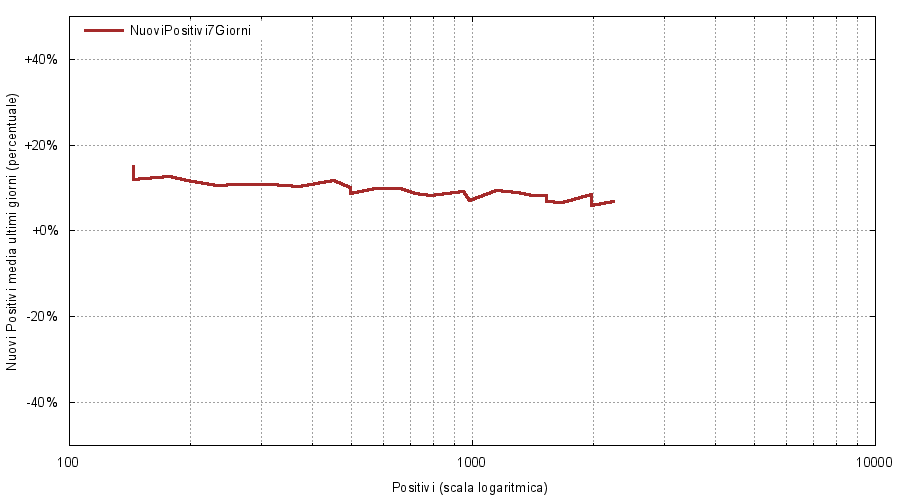 NuoviPositivi7Giorni
+40%
+20%
+0%
-20%
-40%
Nuovi Positivi media ultimi giorni (percentuale)
100
1000
10000
Positivi (scala logaritmica)